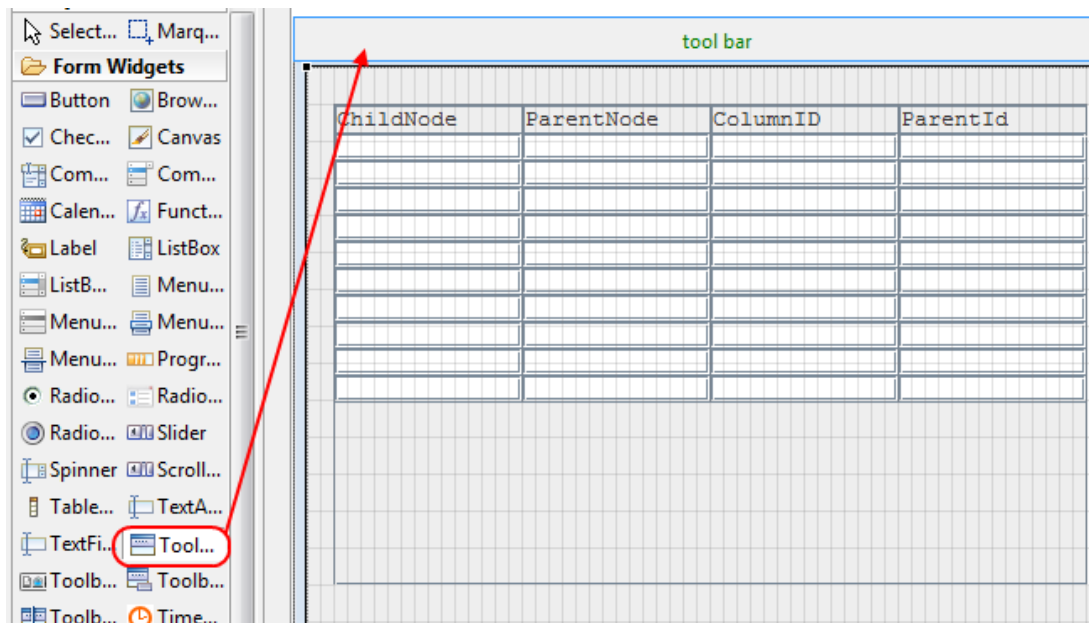 Select... Marq...
Form Widgets
Button Brow...
Chec... Canvas
Com... Com...
Calen... Funct...
Label ListBox
ListB... Menu...
Menu... Menu...
Menu... Progr...
Radio... Radio...
Radio... Slider
Spinner Scroll...
Table... TextA...
TextFi... Tool...
Toolb... Toolb...
Toolb... Time...
tool bar
ChildNode ParentNode ColumnID ParentId